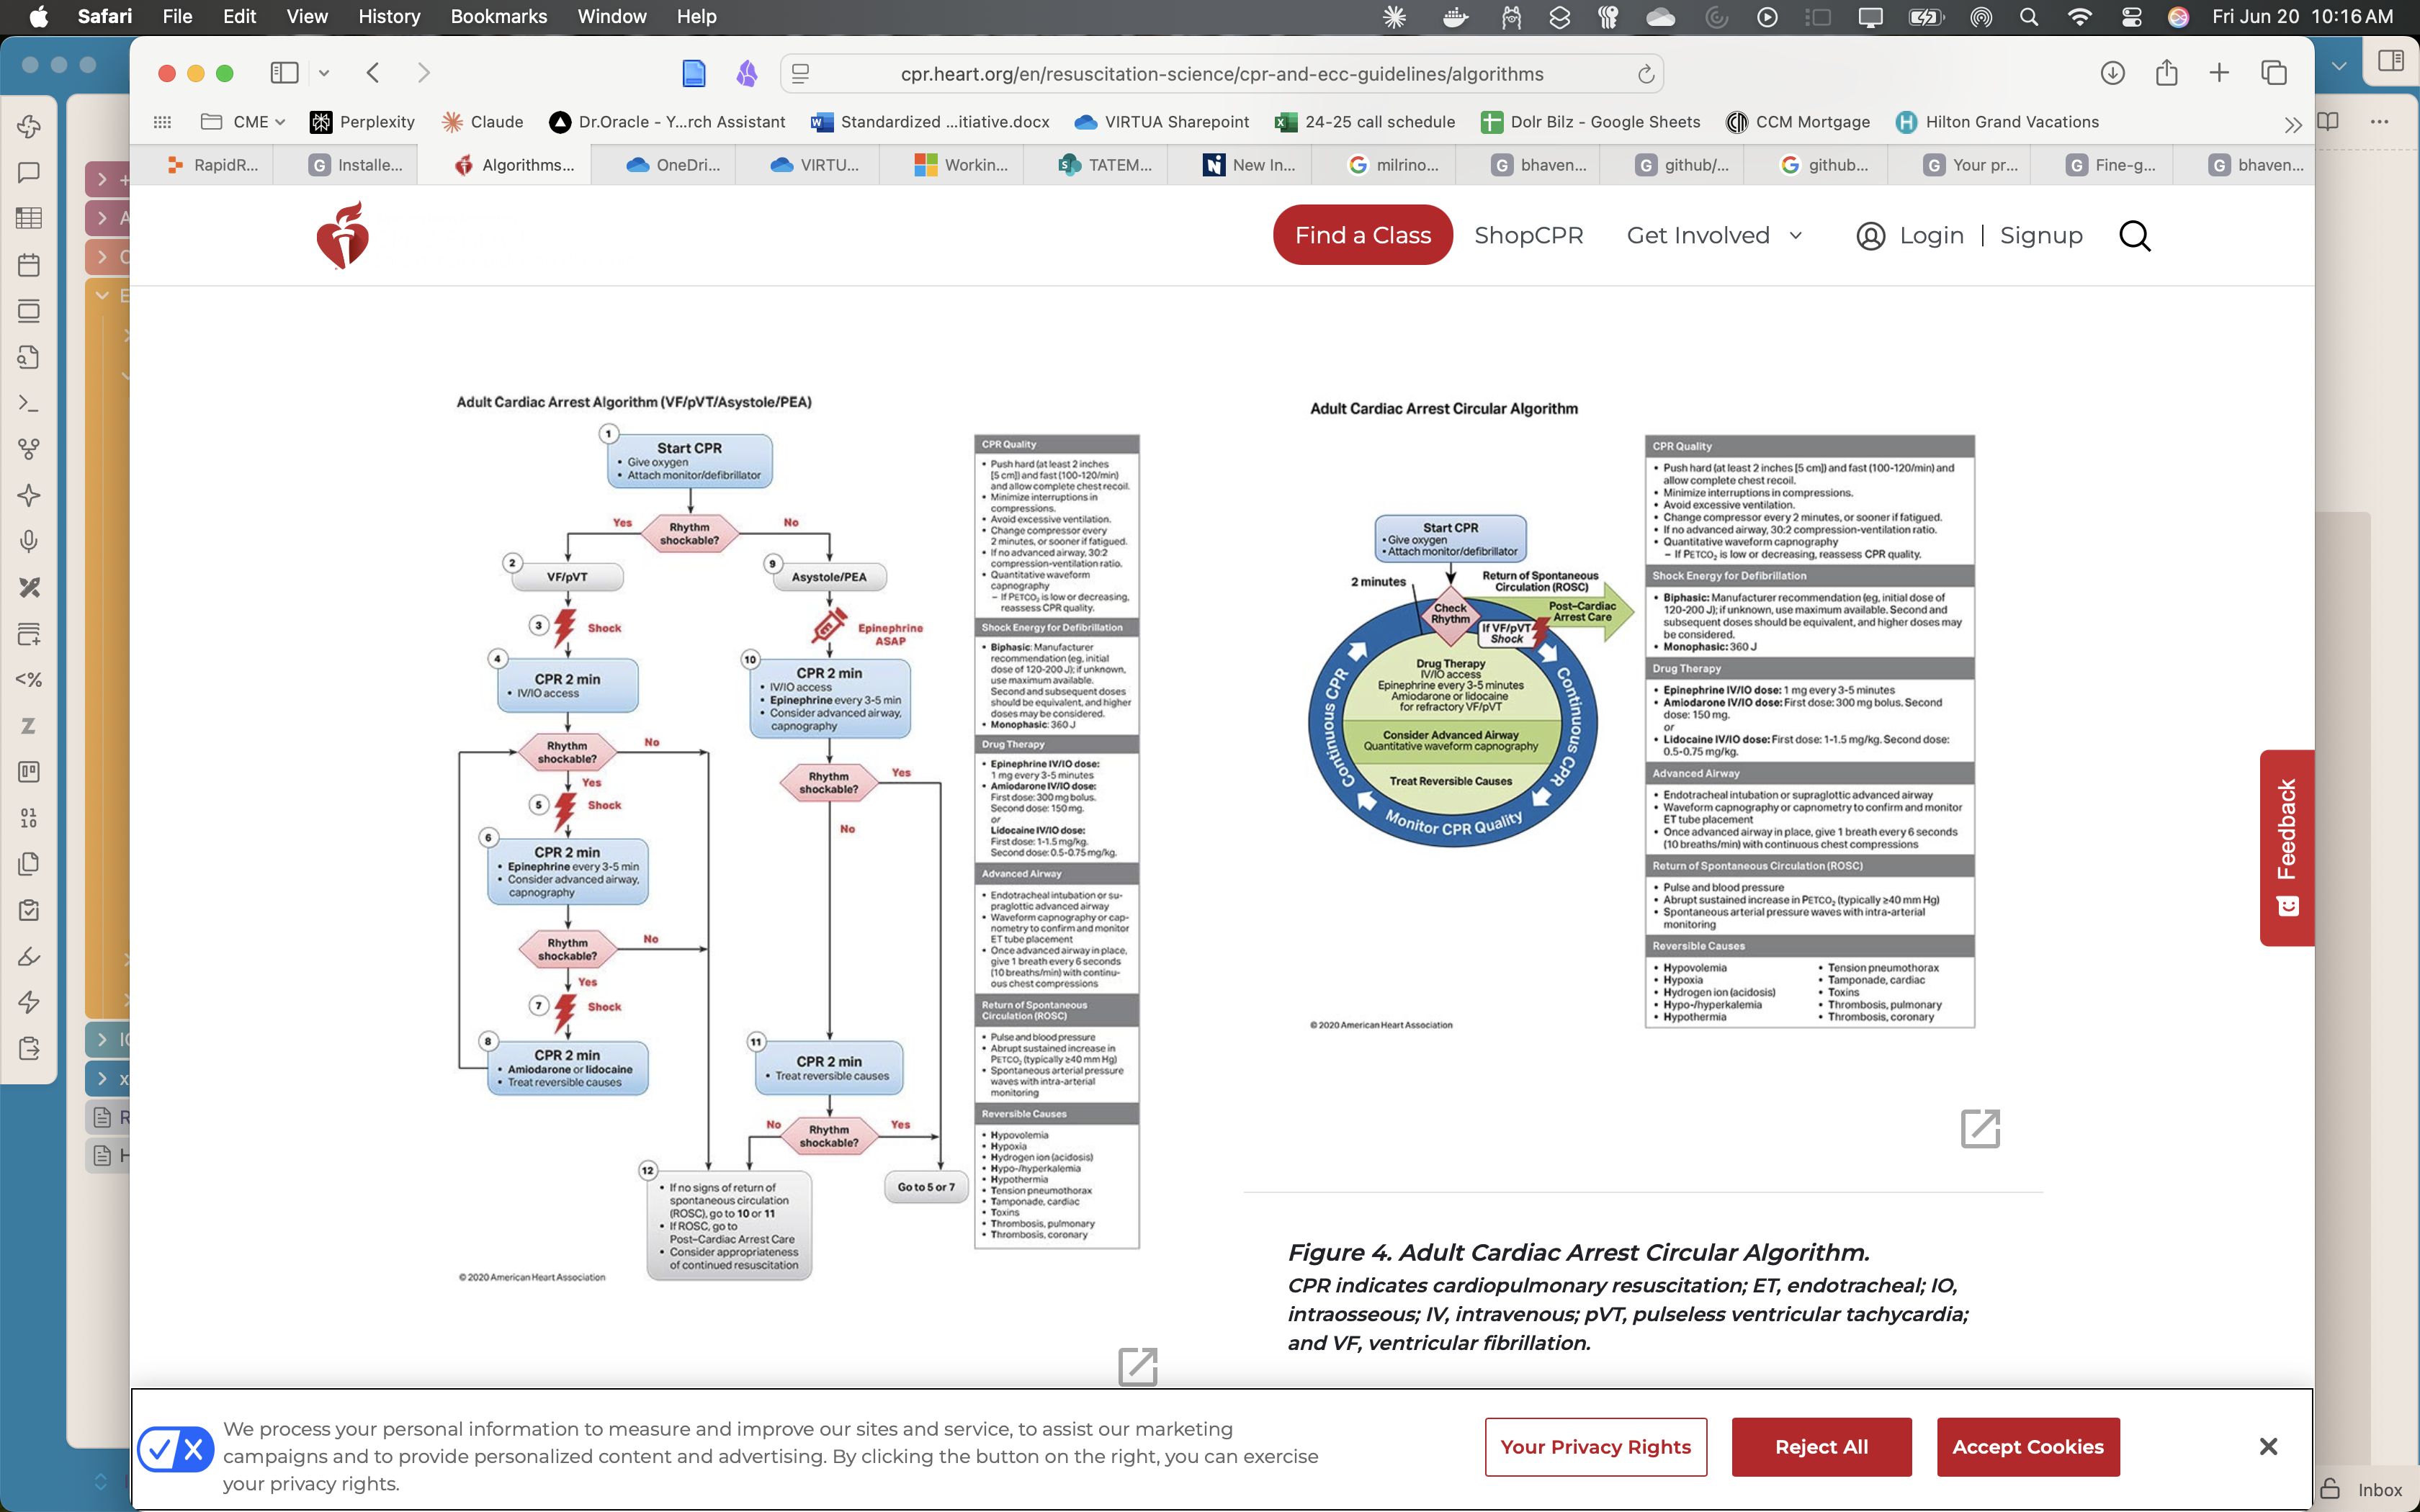 Safari File Edit View History Bookmarks Window Help
Fri Jun 20 10:16 AM
cpr.heart.org/en/resuscitation-science/cpr-and-ecc-guidelines/algorithms
CME
Perplexity
Claude
Dr.Oracle - Y...rch Assistant
Standardized ...itiative.docx
VIRTUA Sharepoint
24-25 call schedule
Dolr Bilz - Google Sheets
CCM Mortgage
Hilton Grand Vacations
RapidR...
Installe...
Algorithms...
OneDri...
VIRTU...
Workin...
TATEM...
New In...
milrino...
bhaven...
github/...
github...
Your pr...
Fine-g...
bhaven...
Find a Class
ShopCPR
Get Involved
Login | Signup
Adult Cardiac Arrest Algorithm (VF/pVT/Asystole/PEA)
1
Start CPR
• Give oxygen
• Attach monitor/defibrillator
Yes
Rhythm
shockable?
No
2
VF/pVT
9
Asystole/PEA
3
Shock
Epinephrine
ASAP
4
CPR 2 min
• IV/IO access
10
CPR 2 min
• IV/IO access
• Epinephrine every 3-5 min
• Consider advanced airway,
capnography
Rhythm
shockable?
No
Yes
Rhythm
shockable?
Yes
No
5
Shock
6
CPR 2 min
• Epinephrine every 3-5 min
• Consider advanced airway,
capnography
Rhythm
shockable?
No
Yes
7
Shock
8
CPR 2 min
• Amiodarone or lidocaine
• Treat reversible causes
11
CPR 2 min
• Treat reversible causes
No
Rhythm
shockable?
Yes
12
• If no signs of return of
spontaneous circulation
(ROSC), go to 10 or 11
• If ROSC, go to
Post–Cardiac Arrest Care
• Consider appropriateness
of continued resuscitation
Go to 5 or 7
© 2020 American Heart Association
CPR Quality
• Push hard (at least 2 inches
[5 cm]) and fast (100-120/min)
and allow complete chest recoil.
• Minimize interruptions in
compressions.
• Avoid excessive ventilation.
• Change compressor every
2 minutes, or sooner if fatigued.
• If no advanced airway, 30:2
compression-ventilation ratio.
• Quantitative waveform
capnography
– If PETCO₂ is low or decreasing,
reassess CPR quality.
Shock Energy for Defibrillation
• Biphasic: Manufacturer
recommendation (eg, initial
dose of 120-200 J); if unknown,
use maximum available.
Second and subsequent doses
should be equivalent, and higher
doses may be considered.
• Monophasic: 360 J
Drug Therapy
• Epinephrine IV/IO dose:
1 mg every 3-5 minutes
• Amiodarone IV/IO dose:
First dose: 300 mg bolus.
Second dose: 150 mg.
or
Lidocaine IV/IO dose:
First dose: 1-1.5 mg/kg.
Second dose: 0.5-0.75 mg/kg.
Advanced Airway
• Endotracheal intubation or su-
praglottic advanced airway
• Waveform capnography or cap-
nometry to confirm and monitor
ET tube placement
• Once advanced airway in place,
give 1 breath every 6 seconds
(10 breaths/min) with continu-
ous chest compressions
Return of Spontaneous
Circulation (ROSC)
• Pulse and blood pressure
• Abrupt sustained increase in
PETCO₂ (typically ≥40 mm Hg)
• Spontaneous arterial pressure
waves with intra-arterial
monitoring
Reversible Causes
• Hypovolemia
• Hypoxia
• Hydrogen ion (acidosis)
• Hypo-/hyperkalemia
• Hypothermia
• Tension pneumothorax
• Tamponade, cardiac
• Toxins
• Thrombosis, pulmonary
• Thrombosis, coronary
Adult Cardiac Arrest Circular Algorithm
Start CPR
• Give oxygen
• Attach monitor/defibrillator
2 minutes
Return of Spontaneous
Circulation (ROSC)
Check
Rhythm
Post–Cardiac
Arrest Care
If VF/pVT
Shock
Drug Therapy
IV/IO access
Epinephrine every 3-5 minutes
Amiodarone or lidocaine
for refractory VF/pVT
Consider Advanced Airway
Quantitative waveform capnography
Treat Reversible Causes
Continuous CPR
Continuous CPR
Monitor CPR Quality
© 2020 American Heart Association
CPR Quality
• Push hard (at least 2 inches [5 cm]) and fast (100-120/min) and
allow complete chest recoil.
• Minimize interruptions in compressions.
• Avoid excessive ventilation.
• Change compressor every 2 minutes, or sooner if fatigued.
• If no advanced airway, 30:2 compression-ventilation ratio.
• Quantitative waveform capnography
– If PETCO₂ is low or decreasing, reassess CPR quality.
Shock Energy for Defibrillation
• Biphasic: Manufacturer recommendation (eg, initial dose of
120-200 J); if unknown, use maximum available. Second and
subsequent doses should be equivalent, and higher doses may
be considered.
• Monophasic: 360 J
Drug Therapy
• Epinephrine IV/IO dose: 1 mg every 3-5 minutes
• Amiodarone IV/IO dose: First dose: 300 mg bolus. Second
dose: 150 mg.
or
• Lidocaine IV/IO dose: First dose: 1-1.5 mg/kg. Second dose:
0.5-0.75 mg/kg.
Advanced Airway
• Endotracheal intubation or supraglottic advanced airway
• Waveform capnography or capnometry to confirm and monitor
ET tube placement
• Once advanced airway in place, give 1 breath every 6 seconds
(10 breaths/min) with continuous chest compressions
Return of Spontaneous Circulation (ROSC)
• Pulse and blood pressure
• Abrupt sustained increase in PETCO₂ (typically ≥40 mm Hg)
• Spontaneous arterial pressure waves with intra-arterial
monitoring
Reversible Causes
• Hypovolemia
• Hypoxia
• Hydrogen ion (acidosis)
• Hypo-/hyperkalemia
• Hypothermia
• Tension pneumothorax
• Tamponade, cardiac
• Toxins
• Thrombosis, pulmonary
• Thrombosis, coronary
Feedback
Figure 4. Adult Cardiac Arrest Circular Algorithm.
CPR indicates cardiopulmonary resuscitation; ET, endotracheal; IO,
intraosseous; IV, intravenous; pVT, pulseless ventricular tachycardia;
and VF, ventricular fibrillation.
We process your personal information to measure and improve our sites and service, to assist our marketing
campaigns and to provide personalized content and advertising. By clicking the button on the right, you can exercise
your privacy rights.
Your Privacy Rights
Reject All
Accept Cookies
Inbox